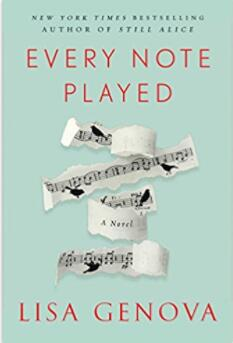 NEW YORK TIMES BESTSELLING
AUTHOR OF STILL ALICE
EVERY NOTE
PLAYED
A Novel
LISA GENOVA